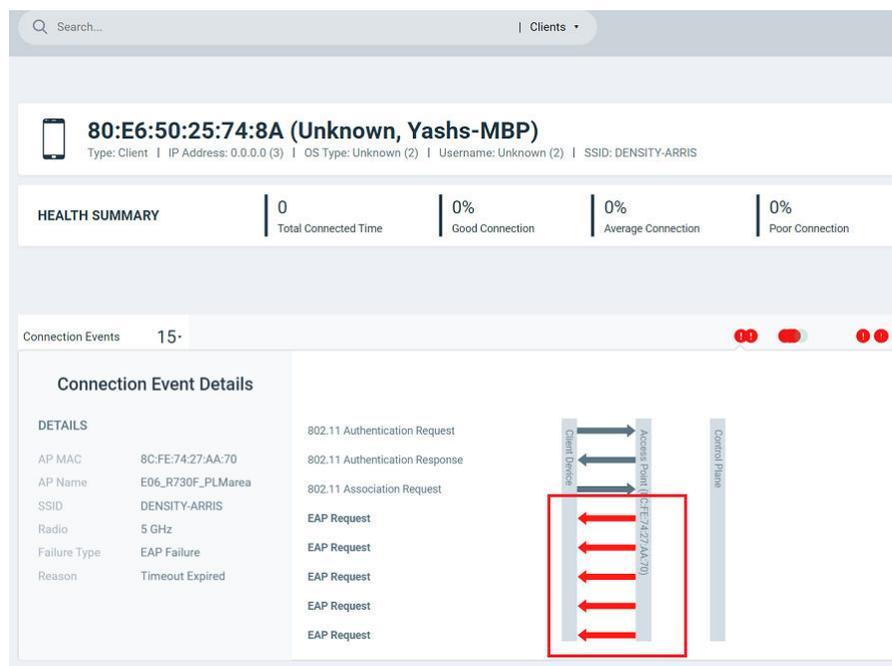 Search...
| Clients
80:E6:50:25:74:8A (Unknown, Yashs-MBP)
Type: Client | IP Address: 0.0.0.0 (3) | OS Type: Unknown (2) | Username: Unknown (2) | SSID: DENSITY-ARRIS
HEALTH SUMMARY
0
Total Connected Time
0%
Good Connection
0%
Average Connection
0%
Poor Connection
Connection Events 15
Connection Event Details
DETAILS
AP MAC 8C:FE:74:27:AA:70
AP Name E06_R730F_PLMarea
SSID DENSITY-ARRIS
Radio 5 GHz
Failure Type EAP Failure
Reason Timeout Expired
802.11 Authentication Request
802.11 Authentication Response
802.11 Association Request
EAP Request
EAP Request
EAP Request
EAP Request
EAP Request
Client Device
Access Point (8C:FE:74:27:AA:70)
Control Plane